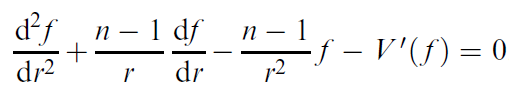 d²f/dr² + (n − 1)/r df/dr − (n − 1)/r² f − V′(f) = 0